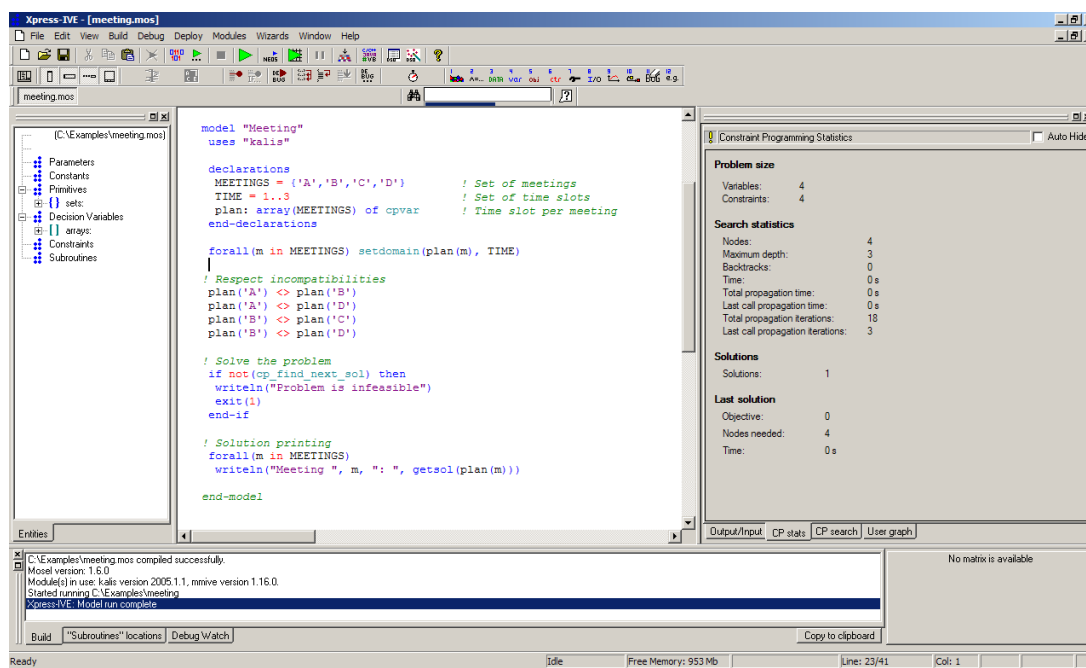 Xpress-IVE - [meeting.mos]
File Edit View Build Debug Deploy Modules Wizards Window Help
meeting.mos
(C:\Examples\meeting.mos)
Parameters
Constants
Primitives
{} sets:
Decision Variables
[] arrays:
Constraints
Subroutines
Entities
model "Meeting"
uses "kalis"
declarations
MEETINGS = {'A','B','C','D'} ! Set of meetings
TIME = 1..3 ! Set of time slots
plan: array(MEETINGS) of cpvar ! Time slot per meeting
end-declarations
forall(m in MEETINGS) setdomain(plan(m), TIME)
! Respect incompatibilities
plan('A') <> plan('B')
plan('A') <> plan('D')
plan('B') <> plan('C')
plan('B') <> plan('D')
! Solve the problem
if not(cp_find_next_sol) then
writeln("Problem is infeasible")
exit(1)
end-if
! Solution printing
forall(m in MEETINGS)
writeln("Meeting ", m, ": ", getsol(plan(m)))
end-model
Constraint Programming Statistics Auto Hide
Problem size
Variables: 4
Constraints: 4
Search statistics
Nodes: 4
Maximum depth: 3
Backtracks: 0
Time: 0 s
Total propagation time: 0 s
Last call propagation time: 0 s
Total propagation iterations: 18
Last call propagation iterations: 3
Solutions
Solutions: 1
Last solution
Objective: 0
Nodes needed: 4
Time: 0 s
Output/Input CP stats CP search User graph
C:\Examples\meeting.mos compiled successfully.
Mosel version: 1.6.0
Module(s) in use: kalis version 2005.1.1, mmive version 1.16.0.
Started running C:\Examples\meeting
Xpress-IVE: Model run complete
Build "Subroutines" locations Debug Watch Copy to clipboard
No matrix is available
Ready Idle Free Memory: 953 Mb Line: 23/41 Col: 1